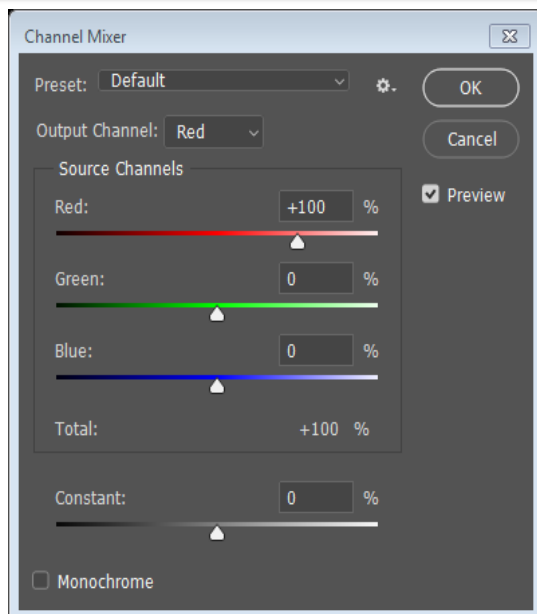 Channel Mixer
Preset: Default
OK
Output Channel: Red
Cancel
Source Channels
Preview
Red: +100 %
Green: 0 %
Blue: 0 %
Total: +100 %
Constant: 0 %
Monochrome